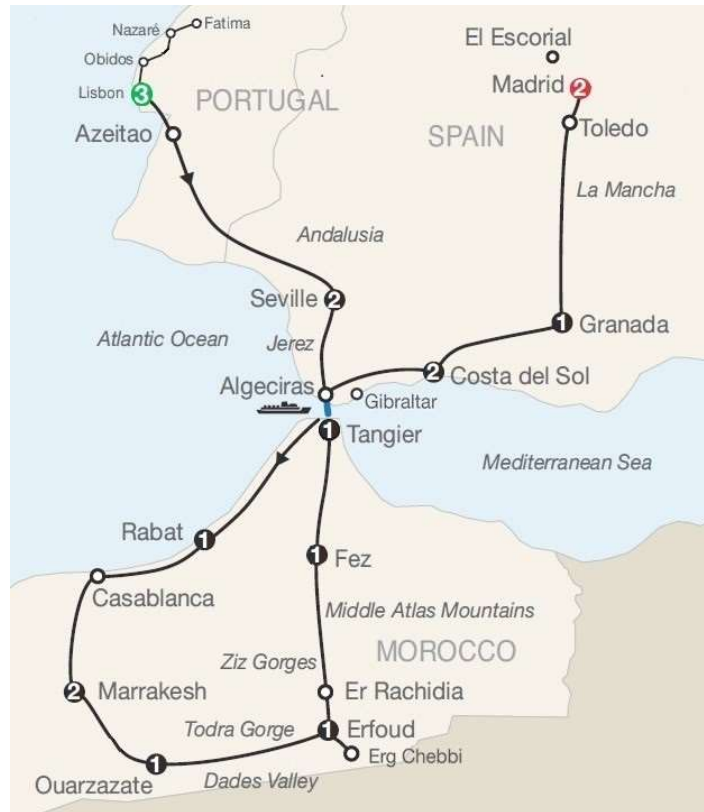 Nazaré
Fatima
Obidos
Lisbon 3
PORTUGAL
Azeitao
El Escorial
Madrid 2
SPAIN
Toledo
La Mancha
Andalusia
Seville 2
Atlantic Ocean
Jerez
1 Granada
Algeciras
2 Costa del Sol
Gibraltar
1 Tangier
Mediterranean Sea
Rabat 1
1 Fez
Casablanca
Middle Atlas Mountains
MOROCCO
Ziz Gorges
2 Marrakesh
Er Rachidia
Todra Gorge
1 Erfoud
Erg Chebbi
Ouarzazate 1
Dades Valley